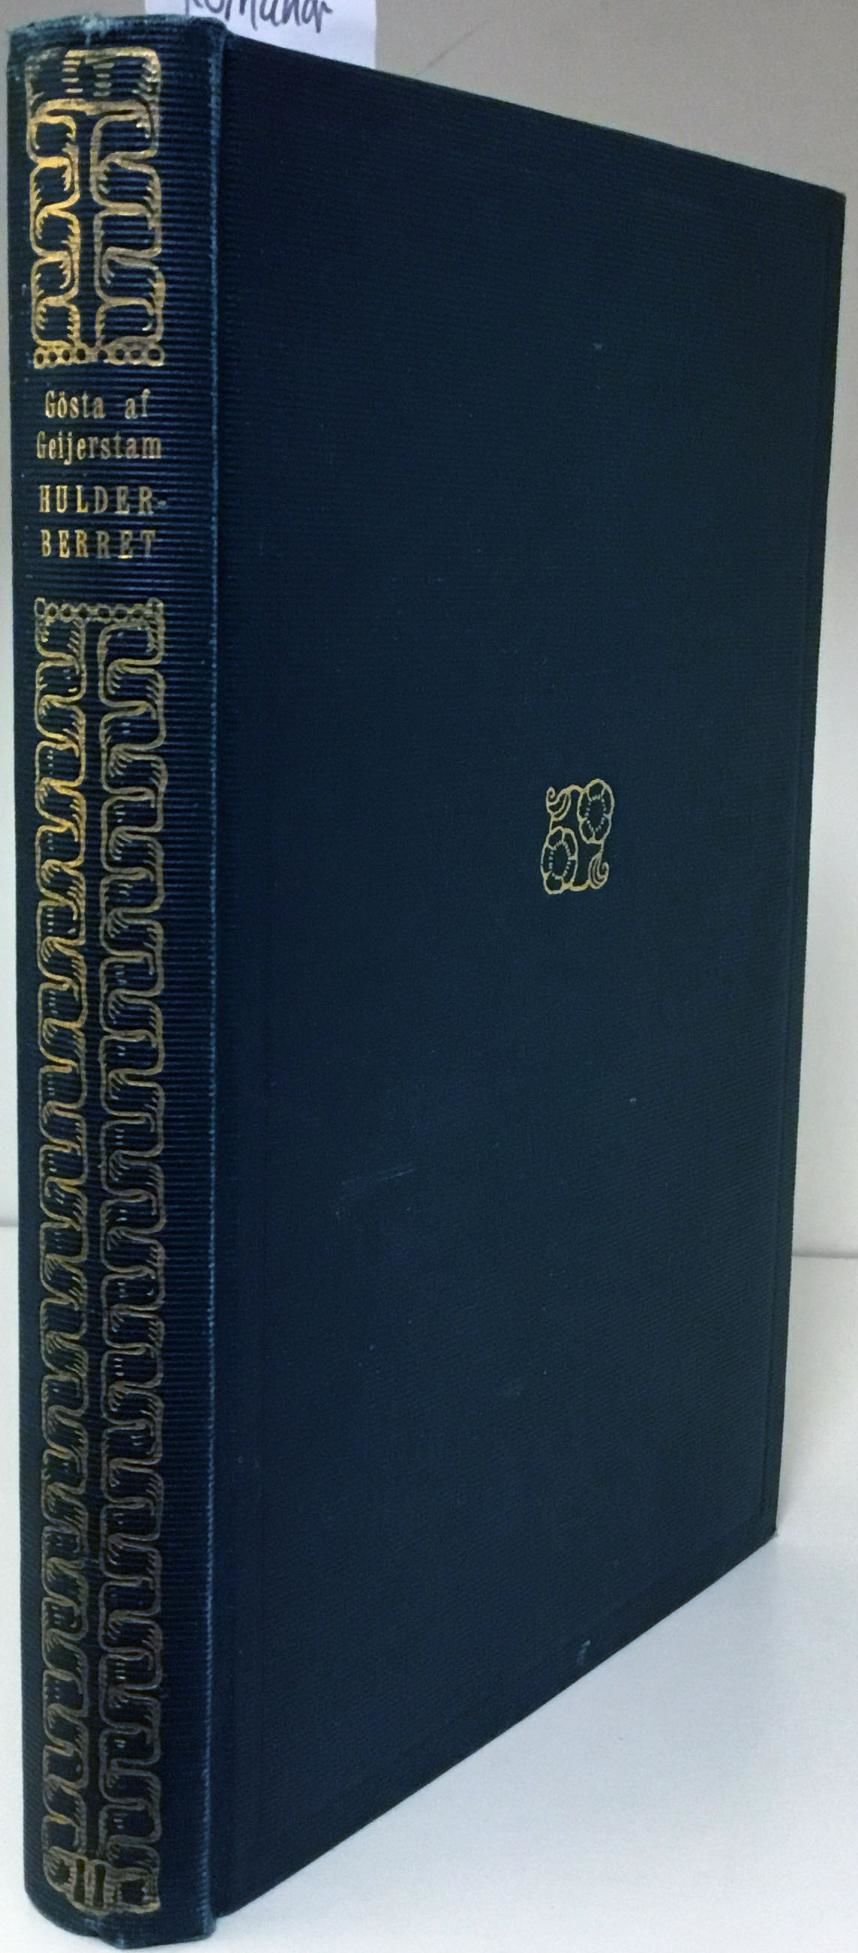 Gösta af
Geijerstam
HULDER-
BERRET